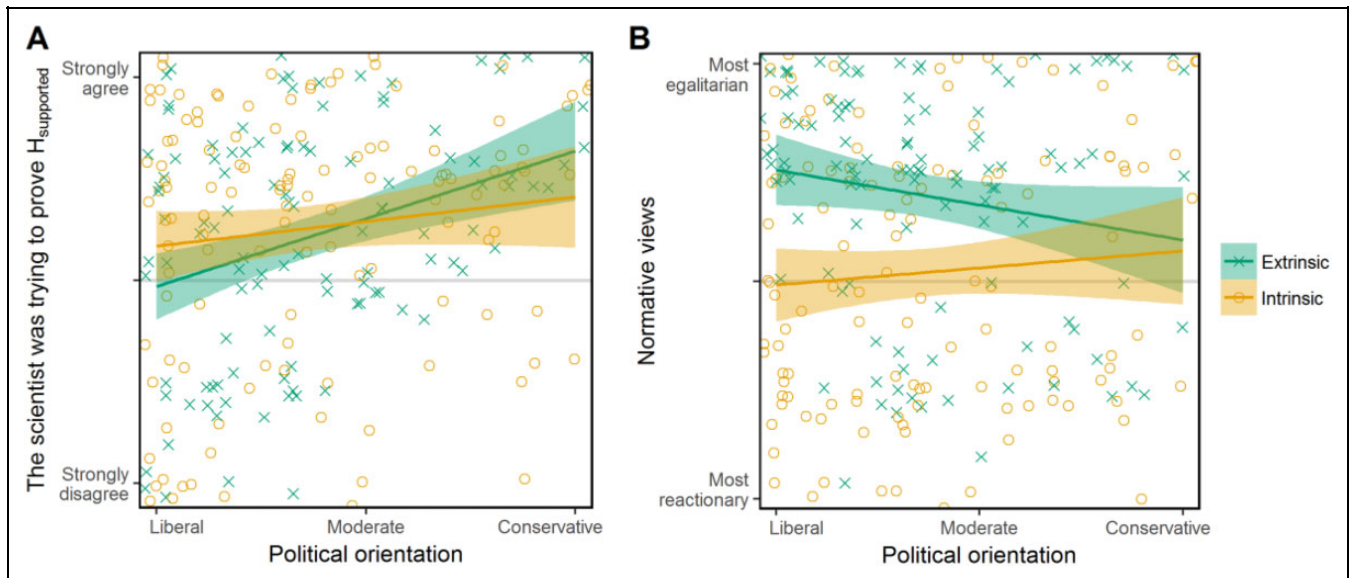 A
B
The scientist was trying to prove Hsupported
Strongly
agree
Strongly
disagree
Liberal
Moderate
Conservative
Political orientation
Normative views
Most
egalitarian
Most
reactionary
Liberal
Moderate
Conservative
Political orientation
Extrinsic
Intrinsic